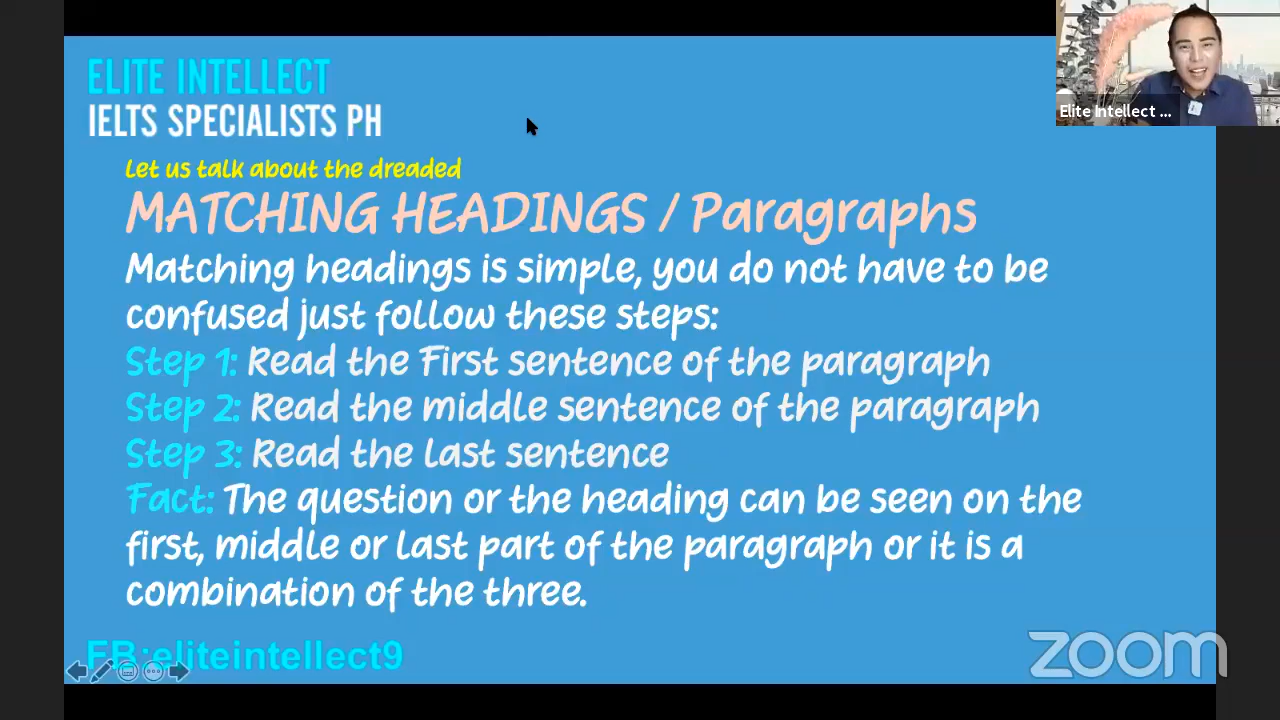 ELITE INTELLECT
IELTS SPECIALISTS PH
Elite Intellect ...
Let us talk about the dreaded
MATCHING HEADINGS / Paragraphs
Matching headings is simple, you do not have to be
confused just follow these steps:
Step 1: Read the First sentence of the paragraph
Step 2: Read the middle sentence of the paragraph
Step 3: Read the last sentence
Fact: The question or the heading can be seen on the
first, middle or last part of the paragraph or it is a
combination of the three.
FB:eliteintellect9
zoom